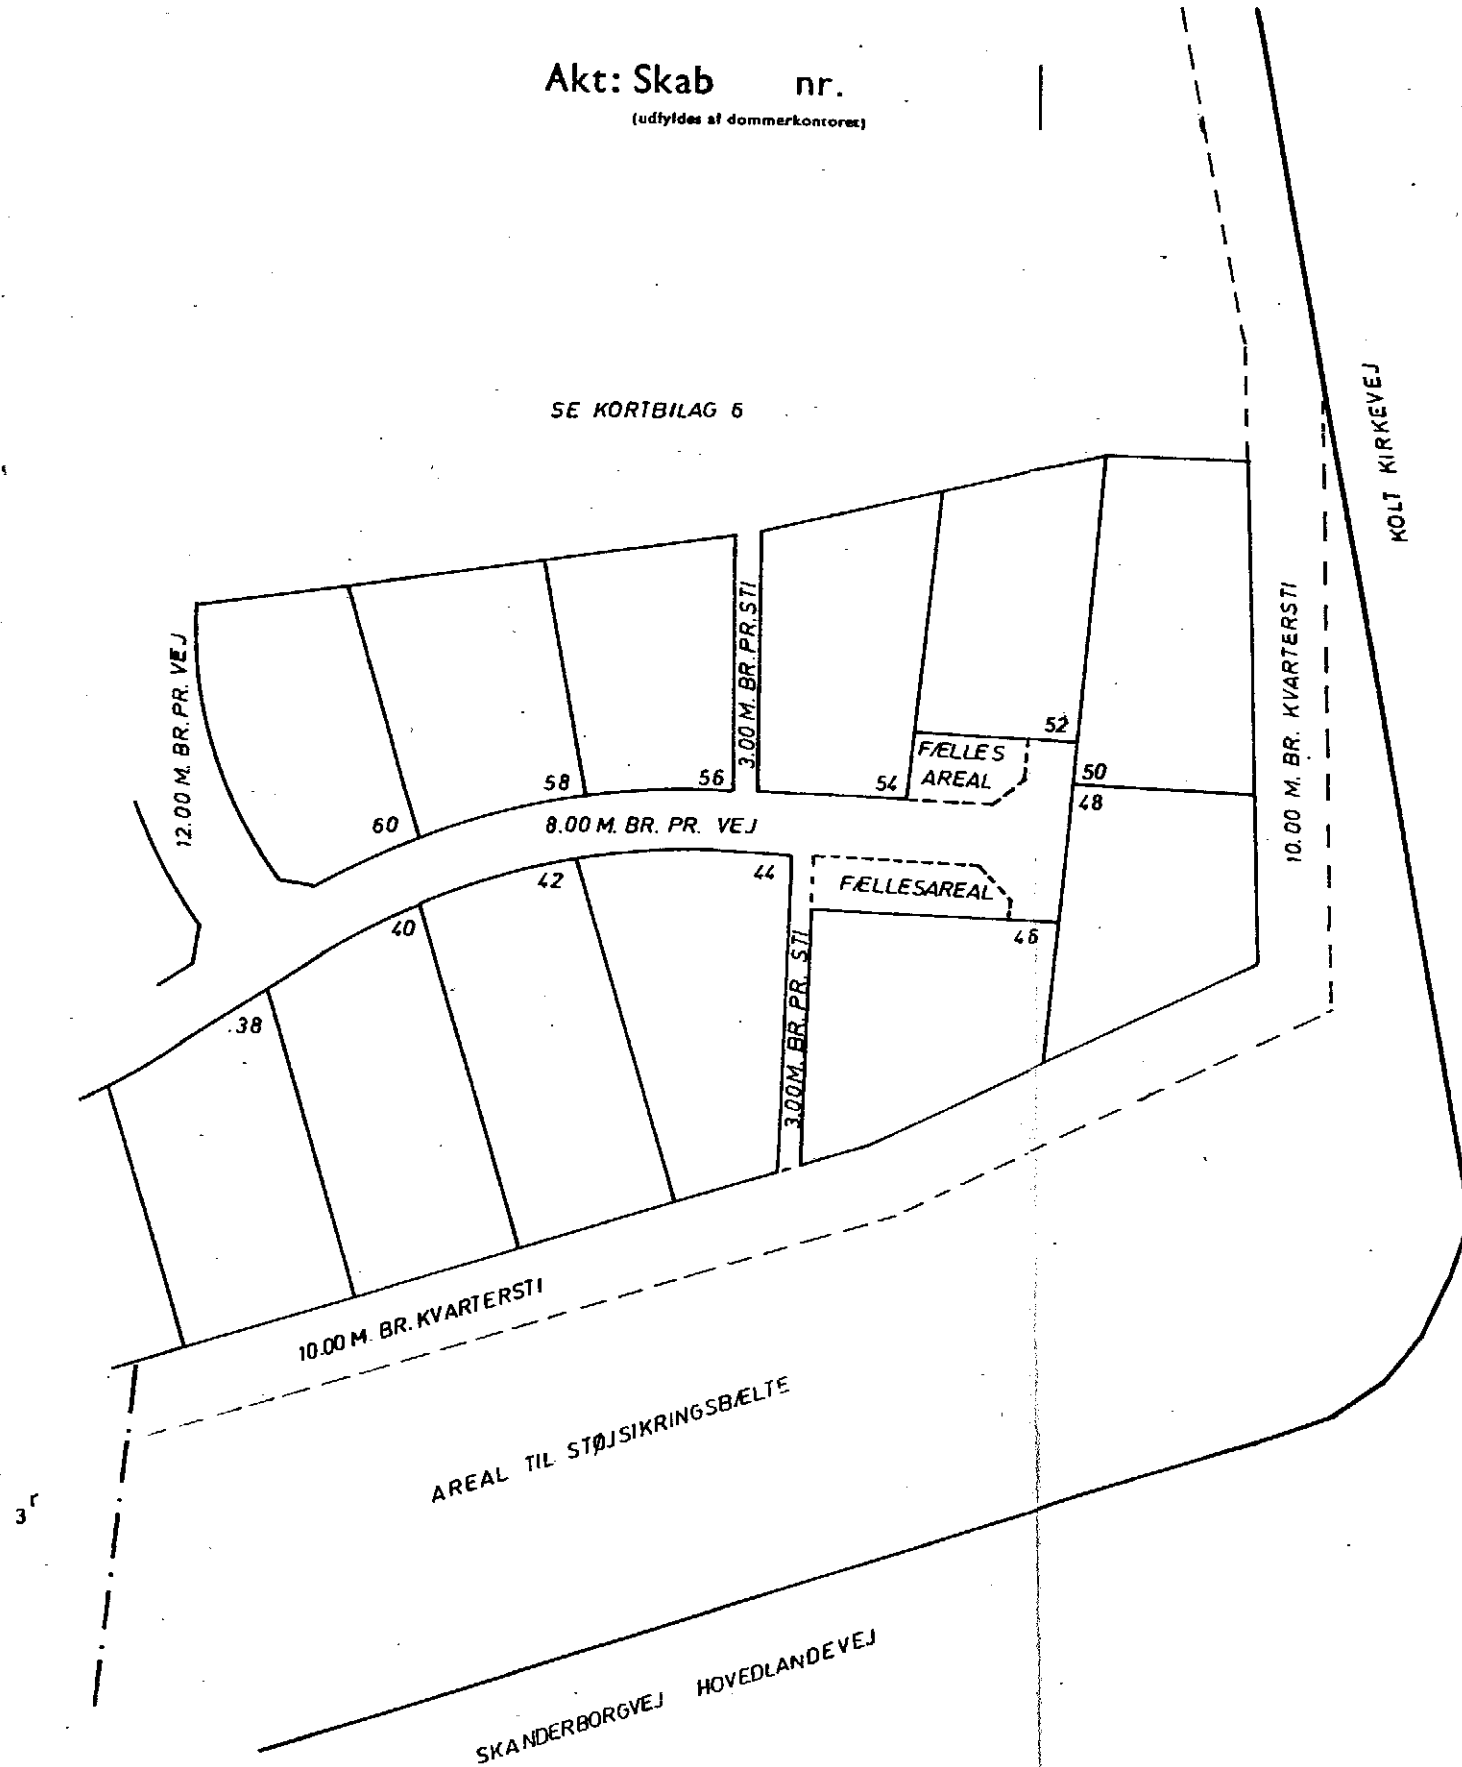 Akt: Skab nr.
(udfyldes af dommerkontoret)
SE KORTBILAG 6
KOLT KIRKEVEJ
12.00 M. BR. PR. VEJ
3.00 M. BR. PR. STI
10.00 M. BR. KVARTERSTI
52
FÆLLES
AREAL
50
58
56
54
48
60
8.00 M. BR. PR. VEJ
42
44
FÆLLESAREAL
40
46
38
3.00 M. BR. PR. STI
10.00 M. BR. KVARTERSTI
AREAL TIL STØJSIKRINGSBÆLTE
3r
SKANDERBORGVEJ HOVEDLANDEVEJ